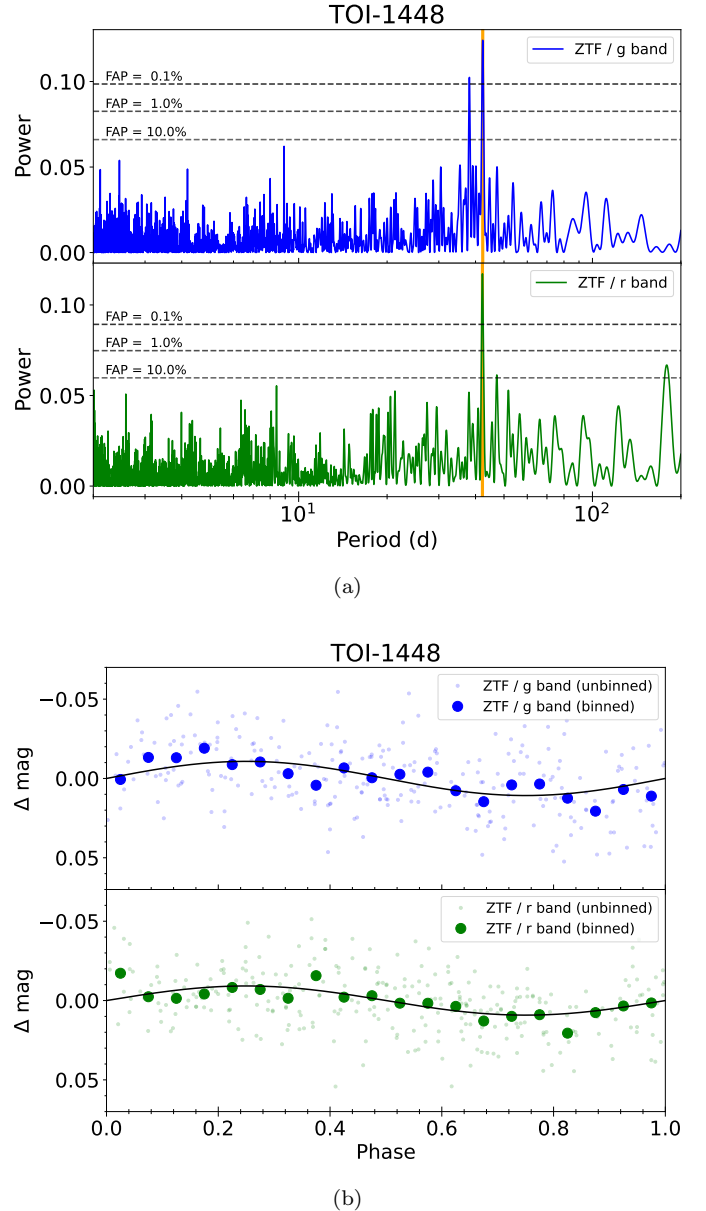 TOI-1448
ZTF / g band
FAP = 0.1%
0.10
FAP = 1.0%
FAP = 10.0%
Power
0.05
0.00
ZTF / r band
FAP = 0.1%
0.10
FAP = 1.0%
FAP = 10.0%
Power
0.05
0.00
10¹ 10²
Period (d)
(a)
TOI-1448
ZTF / g band (unbinned)
ZTF / g band (binned)
−0.05
Δ mag
0.00
0.05
ZTF / r band (unbinned)
ZTF / r band (binned)
−0.05
Δ mag
0.00
0.05
0.0 0.2 0.4 0.6 0.8 1.0
Phase
(b)